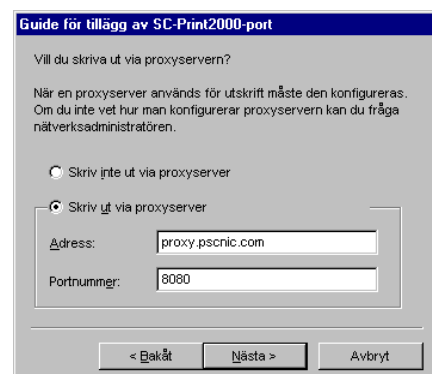 Guide för tillägg av SC-Print2000-port
Vill du skriva ut via proxyservern?
När en proxyserver används för utskrift måste den konfigureras.
Om du inte vet hur man konfigurerar proxyservern kan du fråga
nätverksadministratören.
Skriv inte ut via proxyserver
Skriv ut via proxyserver
Adress: proxy.pscnic.com
Portnummer: 8080
< Bakåt Nästa > Avbryt